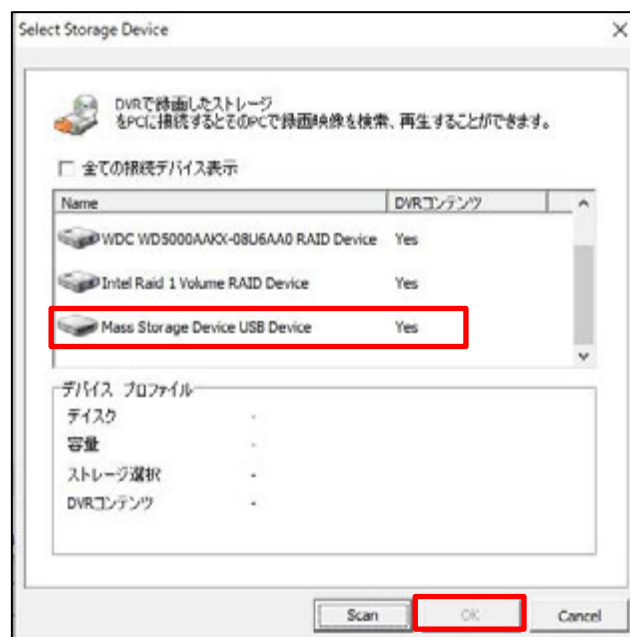 Select Storage Device
DVRで録画したストレージ
をPCに接続するとそのPCで録画映像を検索、再生することができます。
全ての接続デバイス表示
Name DVRコンテンツ
WDC WD5000AAKX-08U6AA0 RAID Device Yes
Intel Raid 1 Volume RAID Device Yes
Mass Storage Device USB Device Yes
デバイス プロファイル
ディスク -
容量 -
ストレージ選択 -
DVRコンテンツ -
Scan OK Cancel